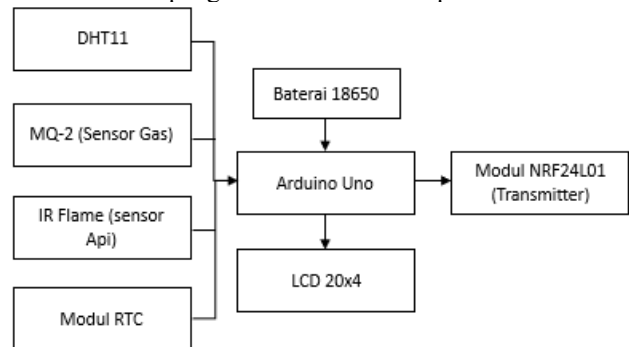 DHT11
MQ-2 (Sensor Gas)
IR Flame (sensor
Api)
Modul RTC
Baterai 18650
Arduino Uno
LCD 20x4
Modul NRF24L01
(Transmitter)